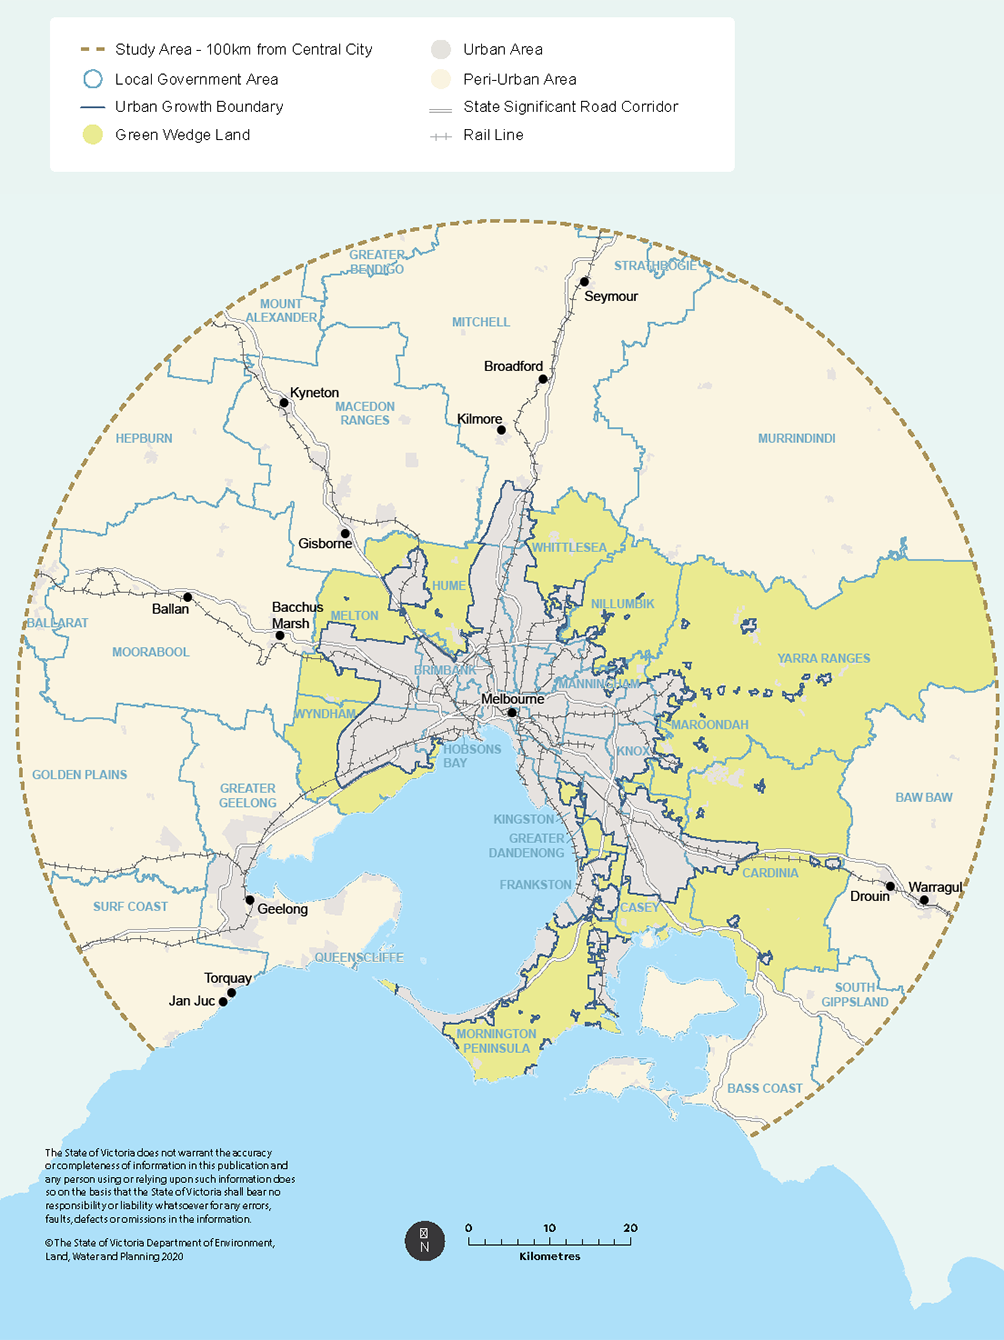 Study Area - 100km from Central City
Local Government Area
Urban Growth Boundary
Green Wedge Land
Urban Area
Peri-Urban Area
State Significant Road Corridor
Rail Line
GREATER
BENDIGO
STRATHBOGIE
Seymour
MOUNT
ALEXANDER
MITCHELL
Broadford
Kyneton
MACEDON
RANGES
Kilmore
HEPBURN
MURRINDINDI
Gisborne
WHITTLESEA
HUME
Ballan
Bacchus
Marsh
MELTON
NILLUMBIK
BALLARAT
MOORABOOL
BRIMBANK
YARRA RANGES
MANNINGHAM
Melbourne
WYNDHAM
MAROONDAH
HOBSONS
BAY
KNOX
GOLDEN PLAINS
GREATER
GEELONG
BAW BAW
KINGSTON
GREATER
DANDENONG
CARDINIA
FRANKSTON
Drouin
Warragul
SURF COAST
Geelong
CASEY
QUEENSCLIFFE
Torquay
Jan Juc
SOUTH
GIPPSLAND
MORNINGTON
PENINSULA
BASS COAST
The State of Victoria does not warrant the accuracy
or completeness of information in this publication and
any person using or relying upon such information does
so on the basis that the State of Victoria shall bear no
responsibility or liability whatsoever for any errors,
faults, defects or omissions in the information.
© The State of Victoria Department of Environment,
Land, Water and Planning 2020
N
0 10 20
Kilometres